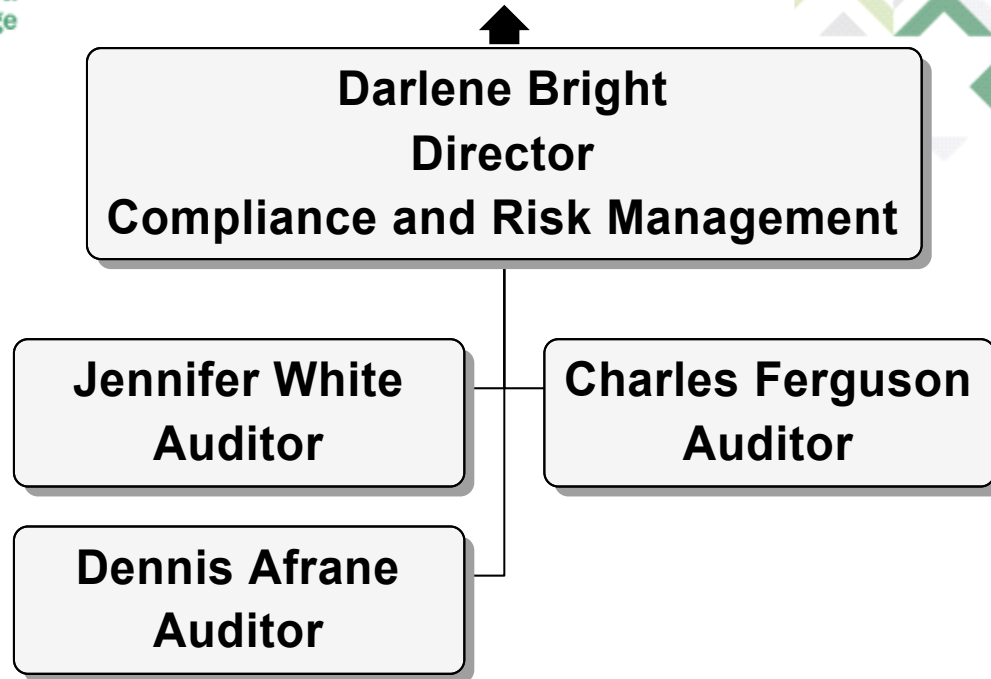 Darlene Bright
Director
Compliance and Risk Management
Jennifer White
Auditor
Charles Ferguson
Auditor
Dennis Afrane
Auditor